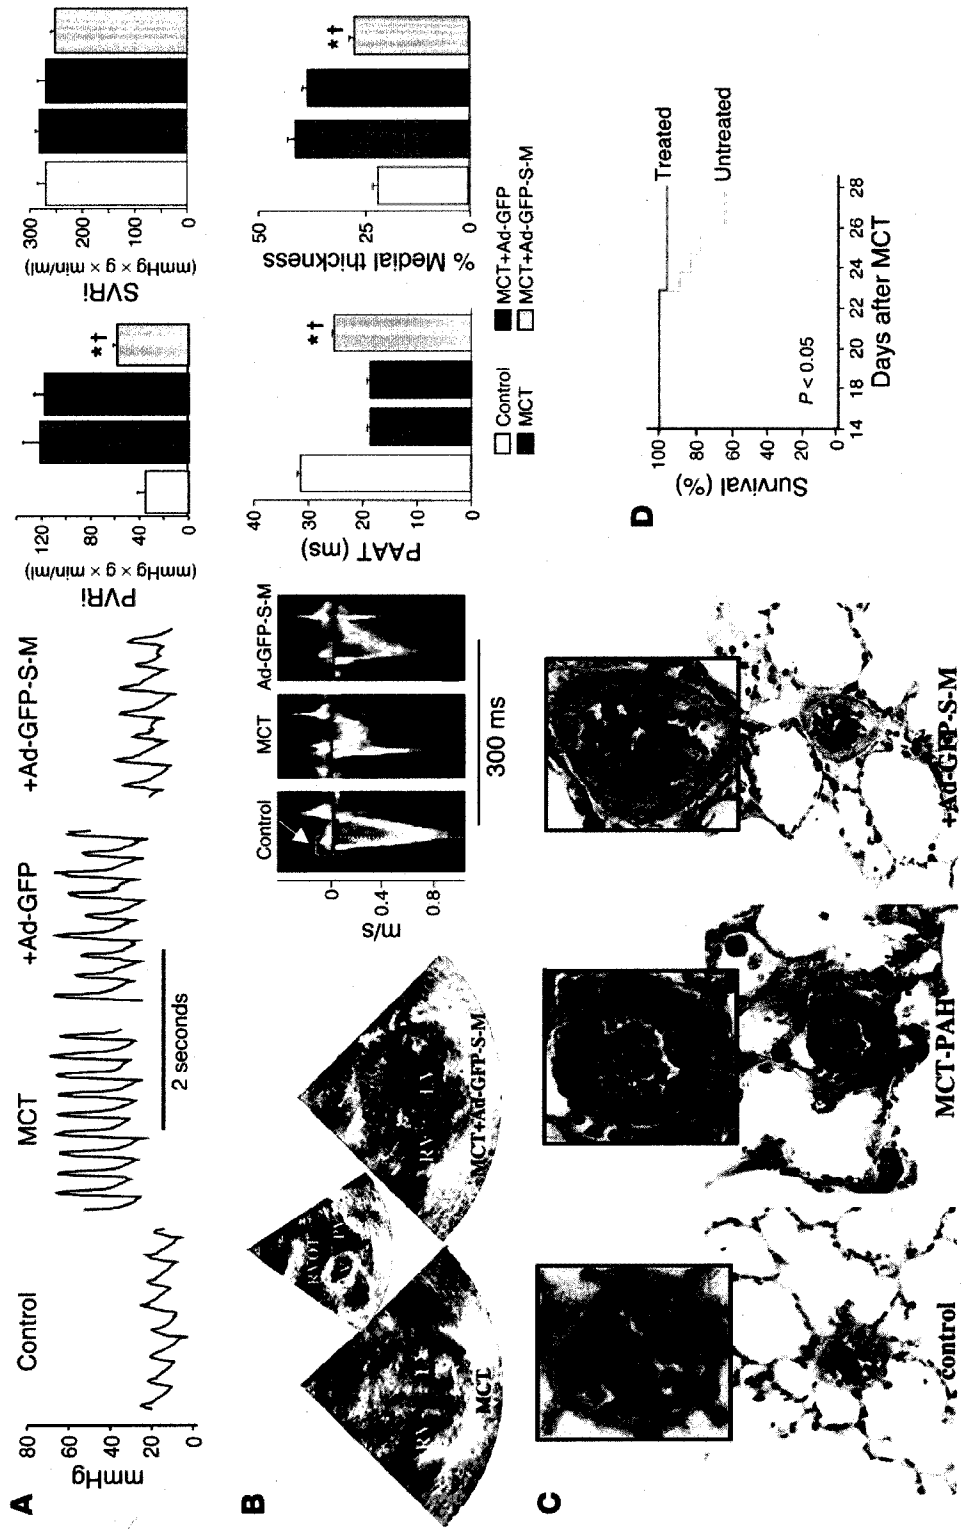 A
80
60
40
20
0
mmHg
Control
MCT
+Ad-GFP
+Ad-GFP-S-M
2 seconds
PVRi
(mmHg × g × min/ml)
120
80
40
0
*†
SVRi
(mmHg × g × min/ml)
300
200
100
0
B
RV
MCT
RVOT
PV
RV
LV
MCT+Ad-GFP-S-M
m/s
0
0.4
0.8
Control
MCT
Ad-GFP-S-M
300 ms
PAAT (ms)
40
30
20
10
0
*†
% Medial thickness
50
25
0
*†
Control
MCT
MCT+Ad-GFP
MCT+Ad-GFP-S-M
C
control
MCT-PAH
+Ad-GFP-S-M
D
Survival (%)
100
80
60
40
20
0
P < 0.05
Treated
Untreated
14
18
20
22
24
26
28
Days after MCT